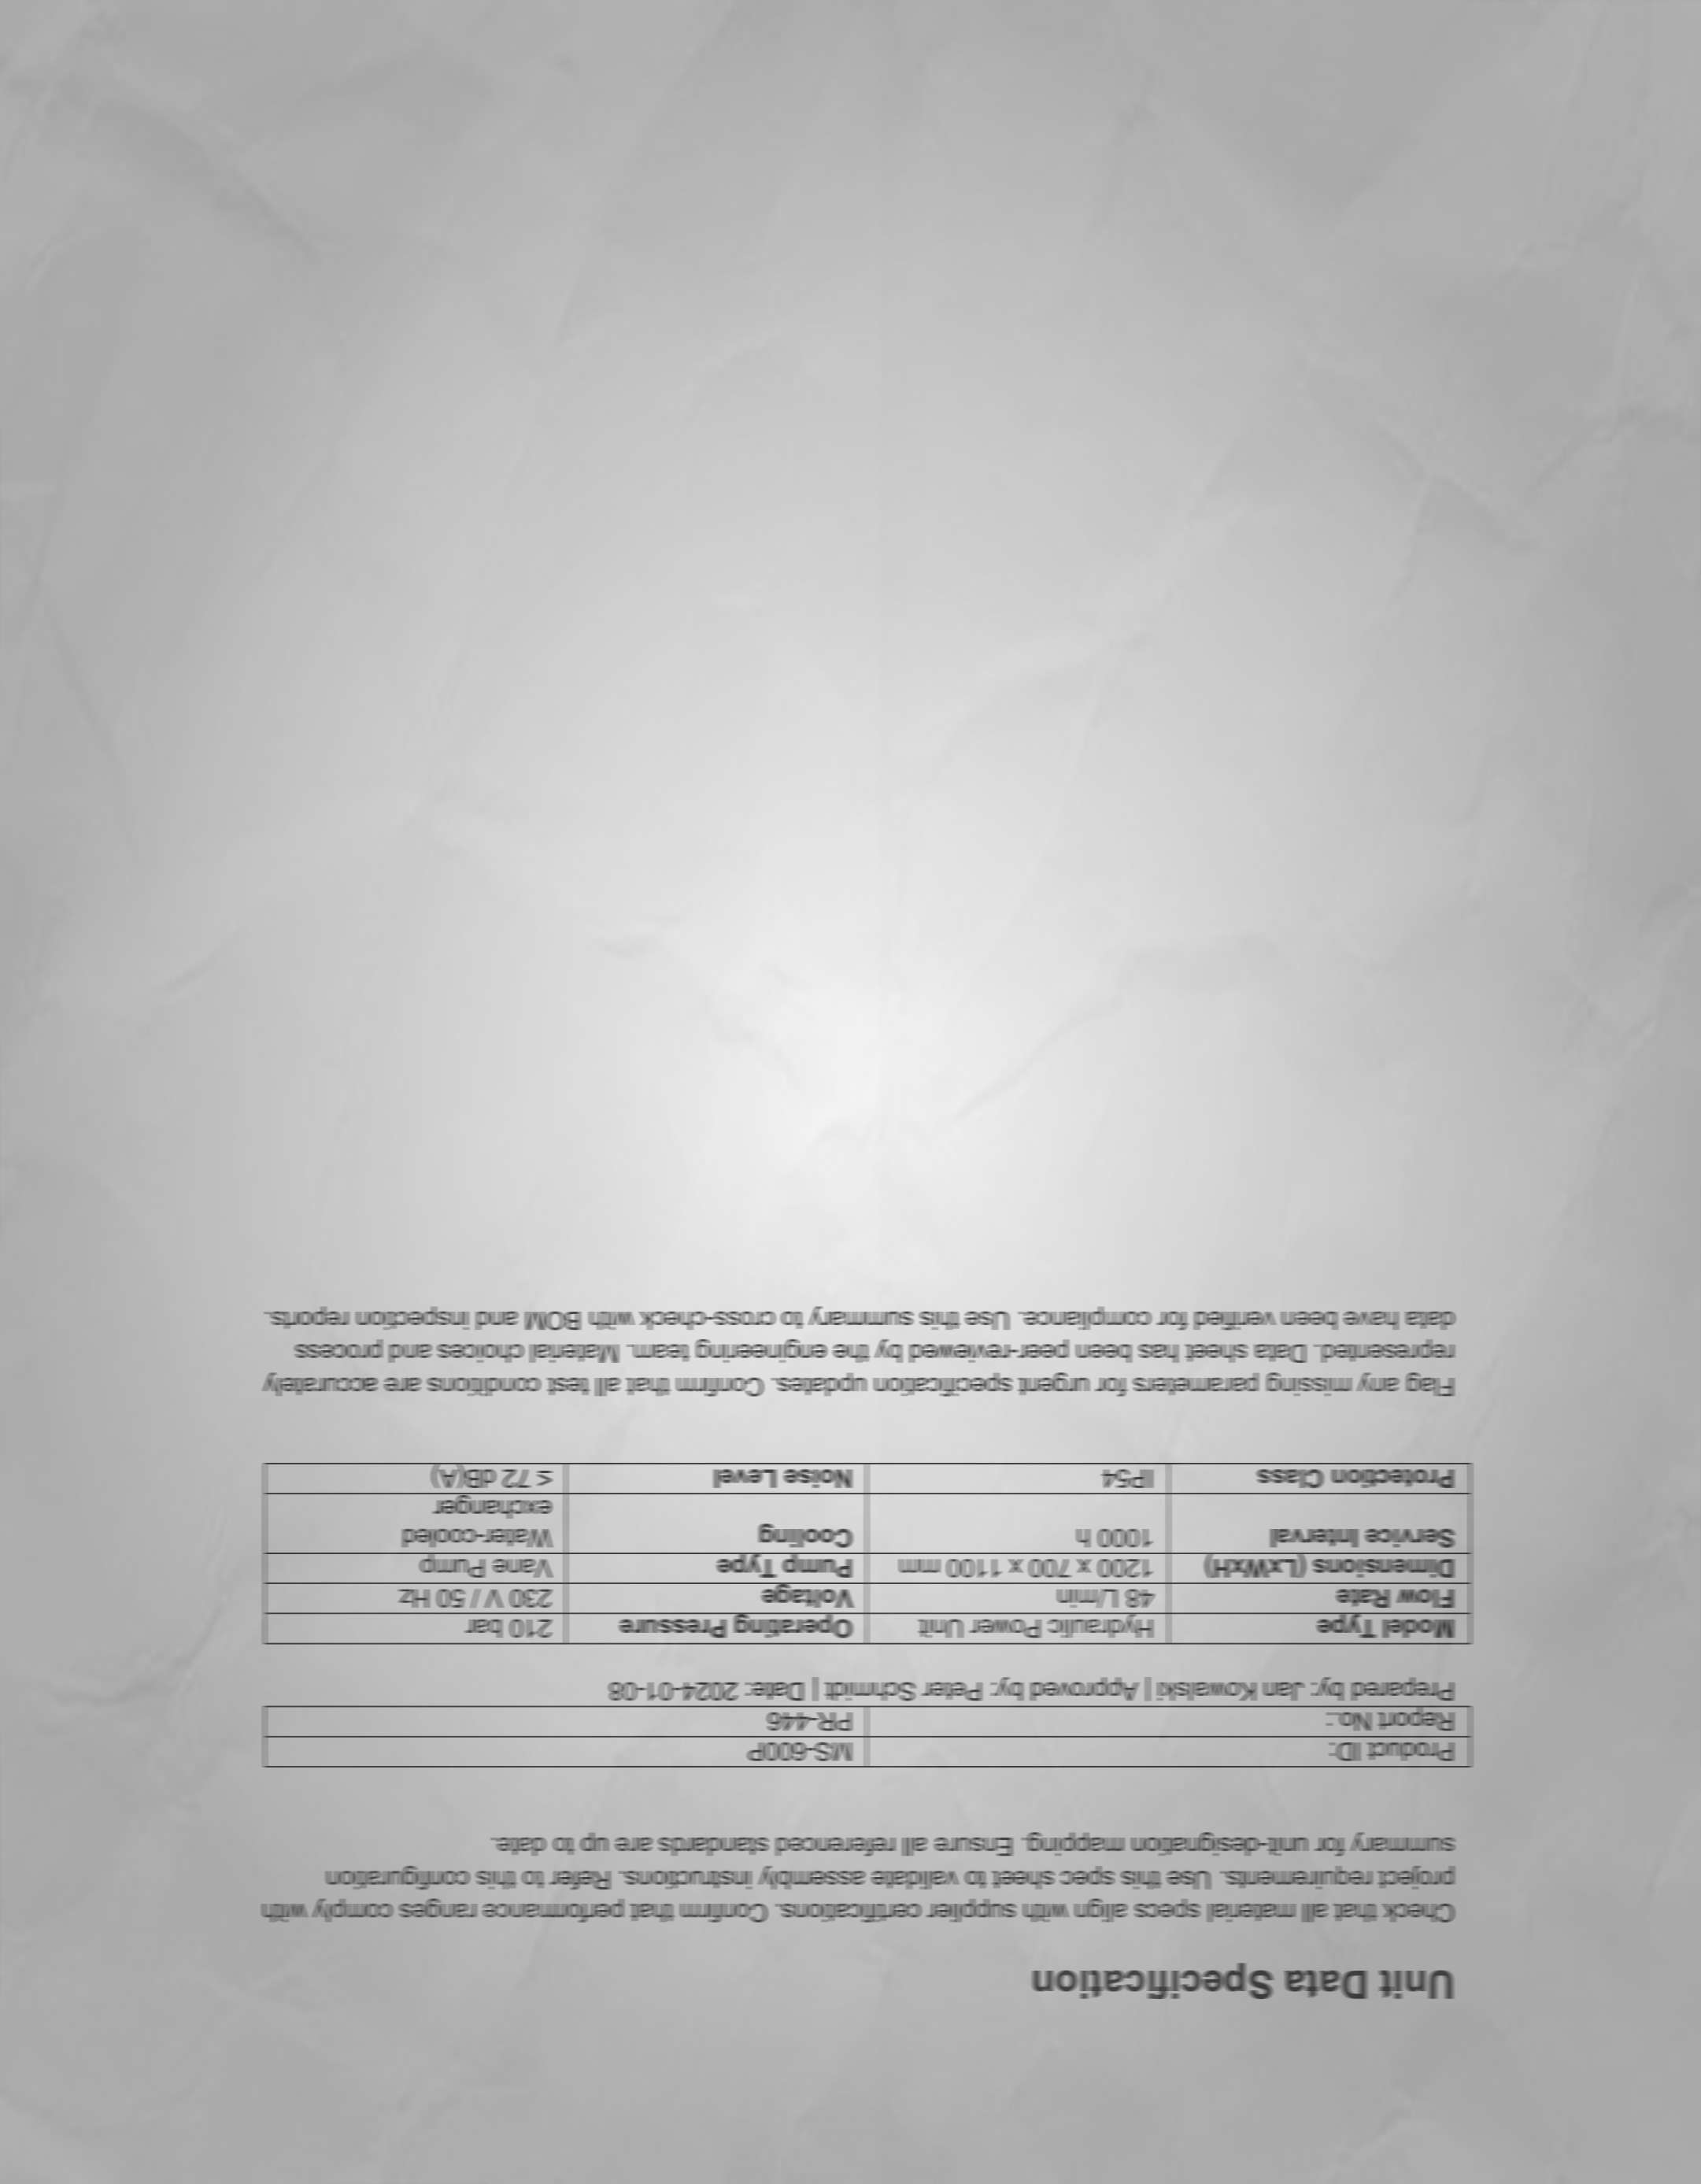 Unit Data Specification
Check that all material specs align with supplier certifications. Confirm that performance ranges comply with
project requirements. Use this spec sheet to validate assembly instructions. Refer to this configuration
summary for unit-designation mapping. Ensure all referenced standards are up to date.
Product ID: MS-600P
Report No.: PR-446
Prepared by: Jan Kowalski | Approved by: Peter Schmidt | Date: 2024-01-08
Model Type Hydraulic Power Unit Operating Pressure 210 bar
Flow Rate 48 L/min Voltage 230 V / 50 Hz
Dimensions (LxWxH) 1200 x 700 x 1100 mm Pump Type Vane Pump
Service Interval 1000 h Cooling Water-cooled
exchanger
Protection Class IP54 Noise Level ≤ 72 dB(A)
Flag any missing parameters for urgent specification updates. Confirm that all test conditions are accurately
represented. Data sheet has been peer-reviewed by the engineering team. Material choices and process
data have been verified for compliance. Use this summary to cross-check with BOM and inspection reports.